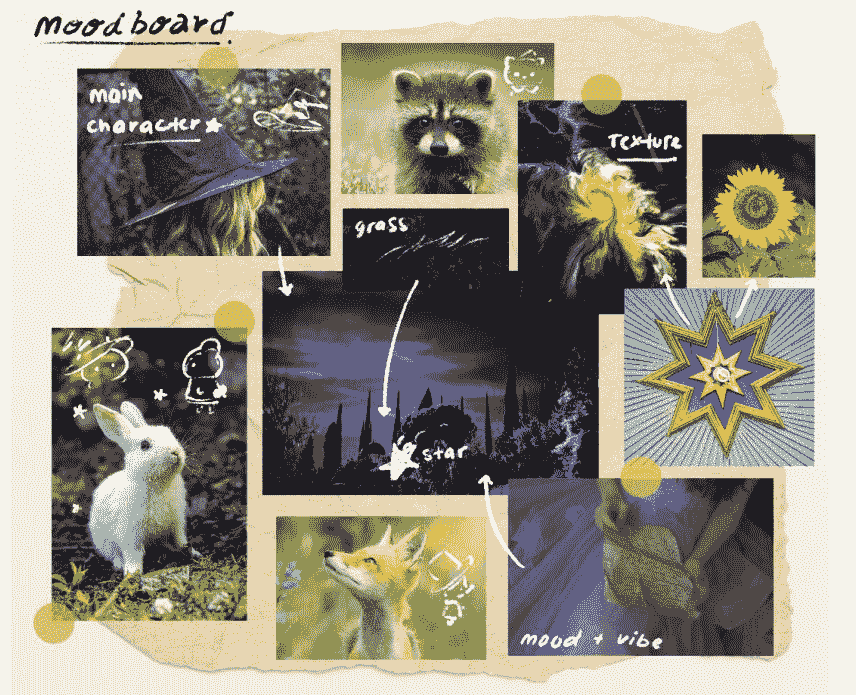 moodboard.
main
character
Texture
grass
star
mood + vibe